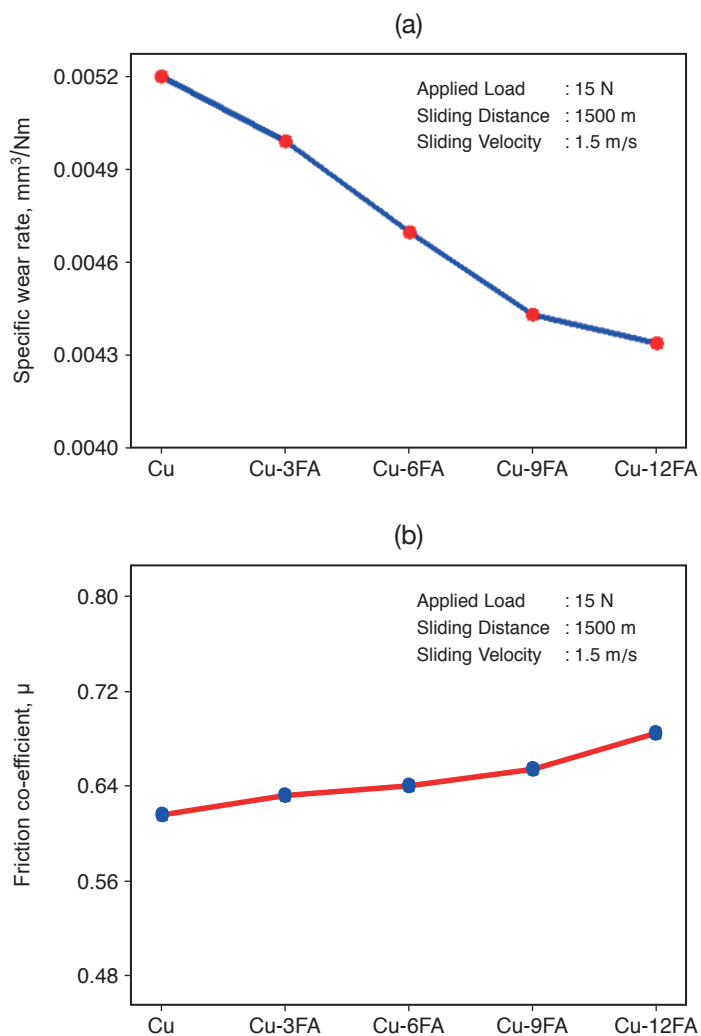 (a)
Specific wear rate, mm³/Nm
0.0052
0.0049
0.0046
0.0043
0.0040
Applied Load : 15 N
Sliding Distance : 1500 m
Sliding Velocity : 1.5 m/s
Cu Cu-3FA Cu-6FA Cu-9FA Cu-12FA
(b)
Friction co-efficient, µ
0.80
0.72
0.64
0.56
0.48
Applied Load : 15 N
Sliding Distance : 1500 m
Sliding Velocity : 1.5 m/s
Cu Cu-3FA Cu-6FA Cu-9FA Cu-12FA